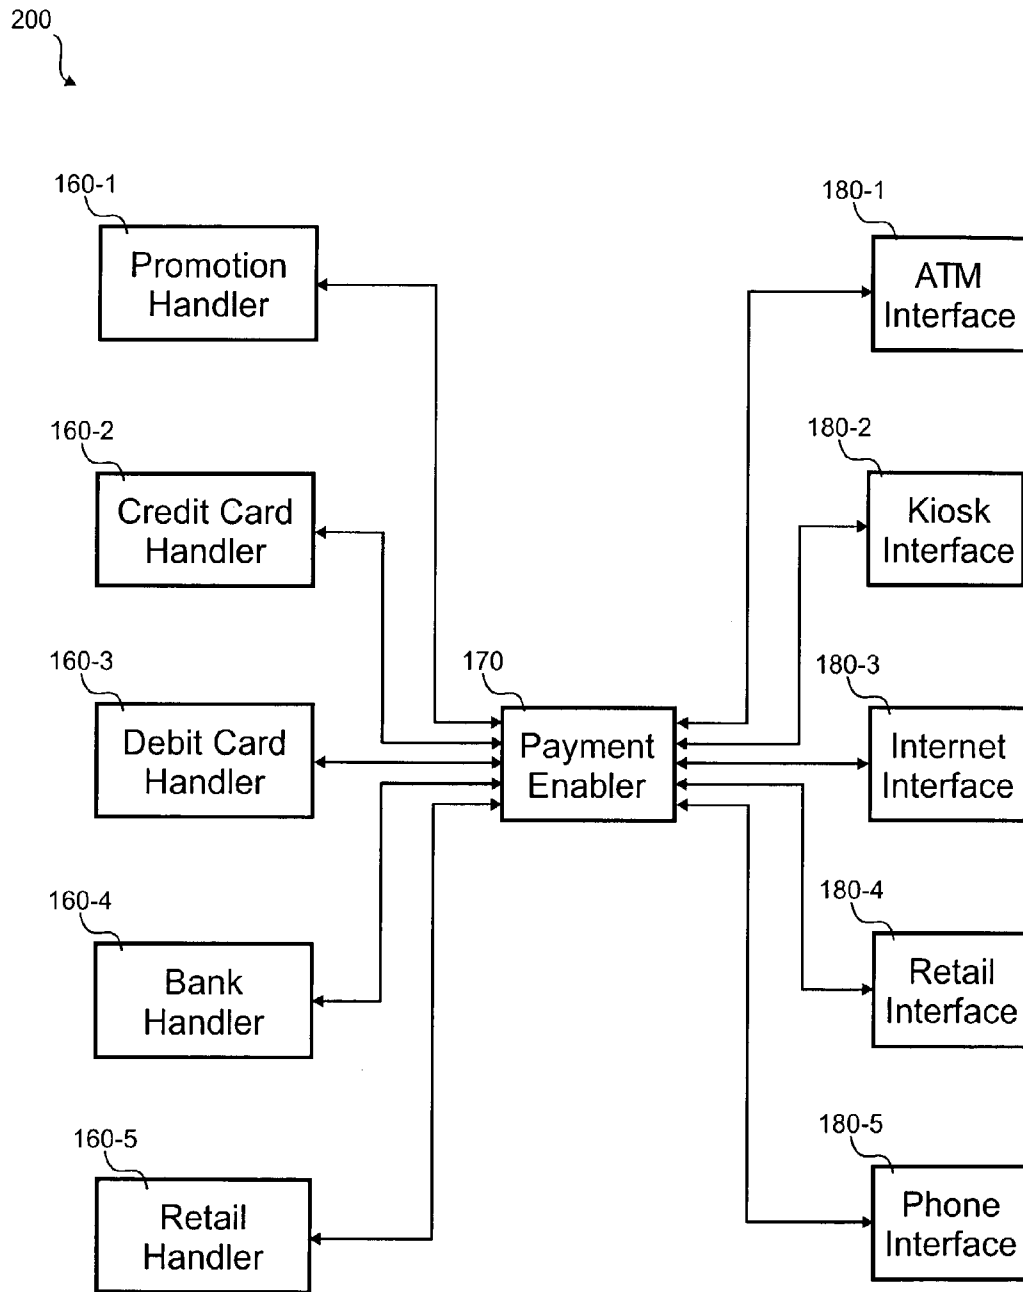 200
160-1
Promotion
Handler
160-2
Credit Card
Handler
160-3
Debit Card
Handler
160-4
Bank
Handler
160-5
Retail
Handler
170
Payment
Enabler
180-1
ATM
Interface
180-2
Kiosk
Interface
180-3
Internet
Interface
180-4
Retail
Interface
180-5
Phone
Interface